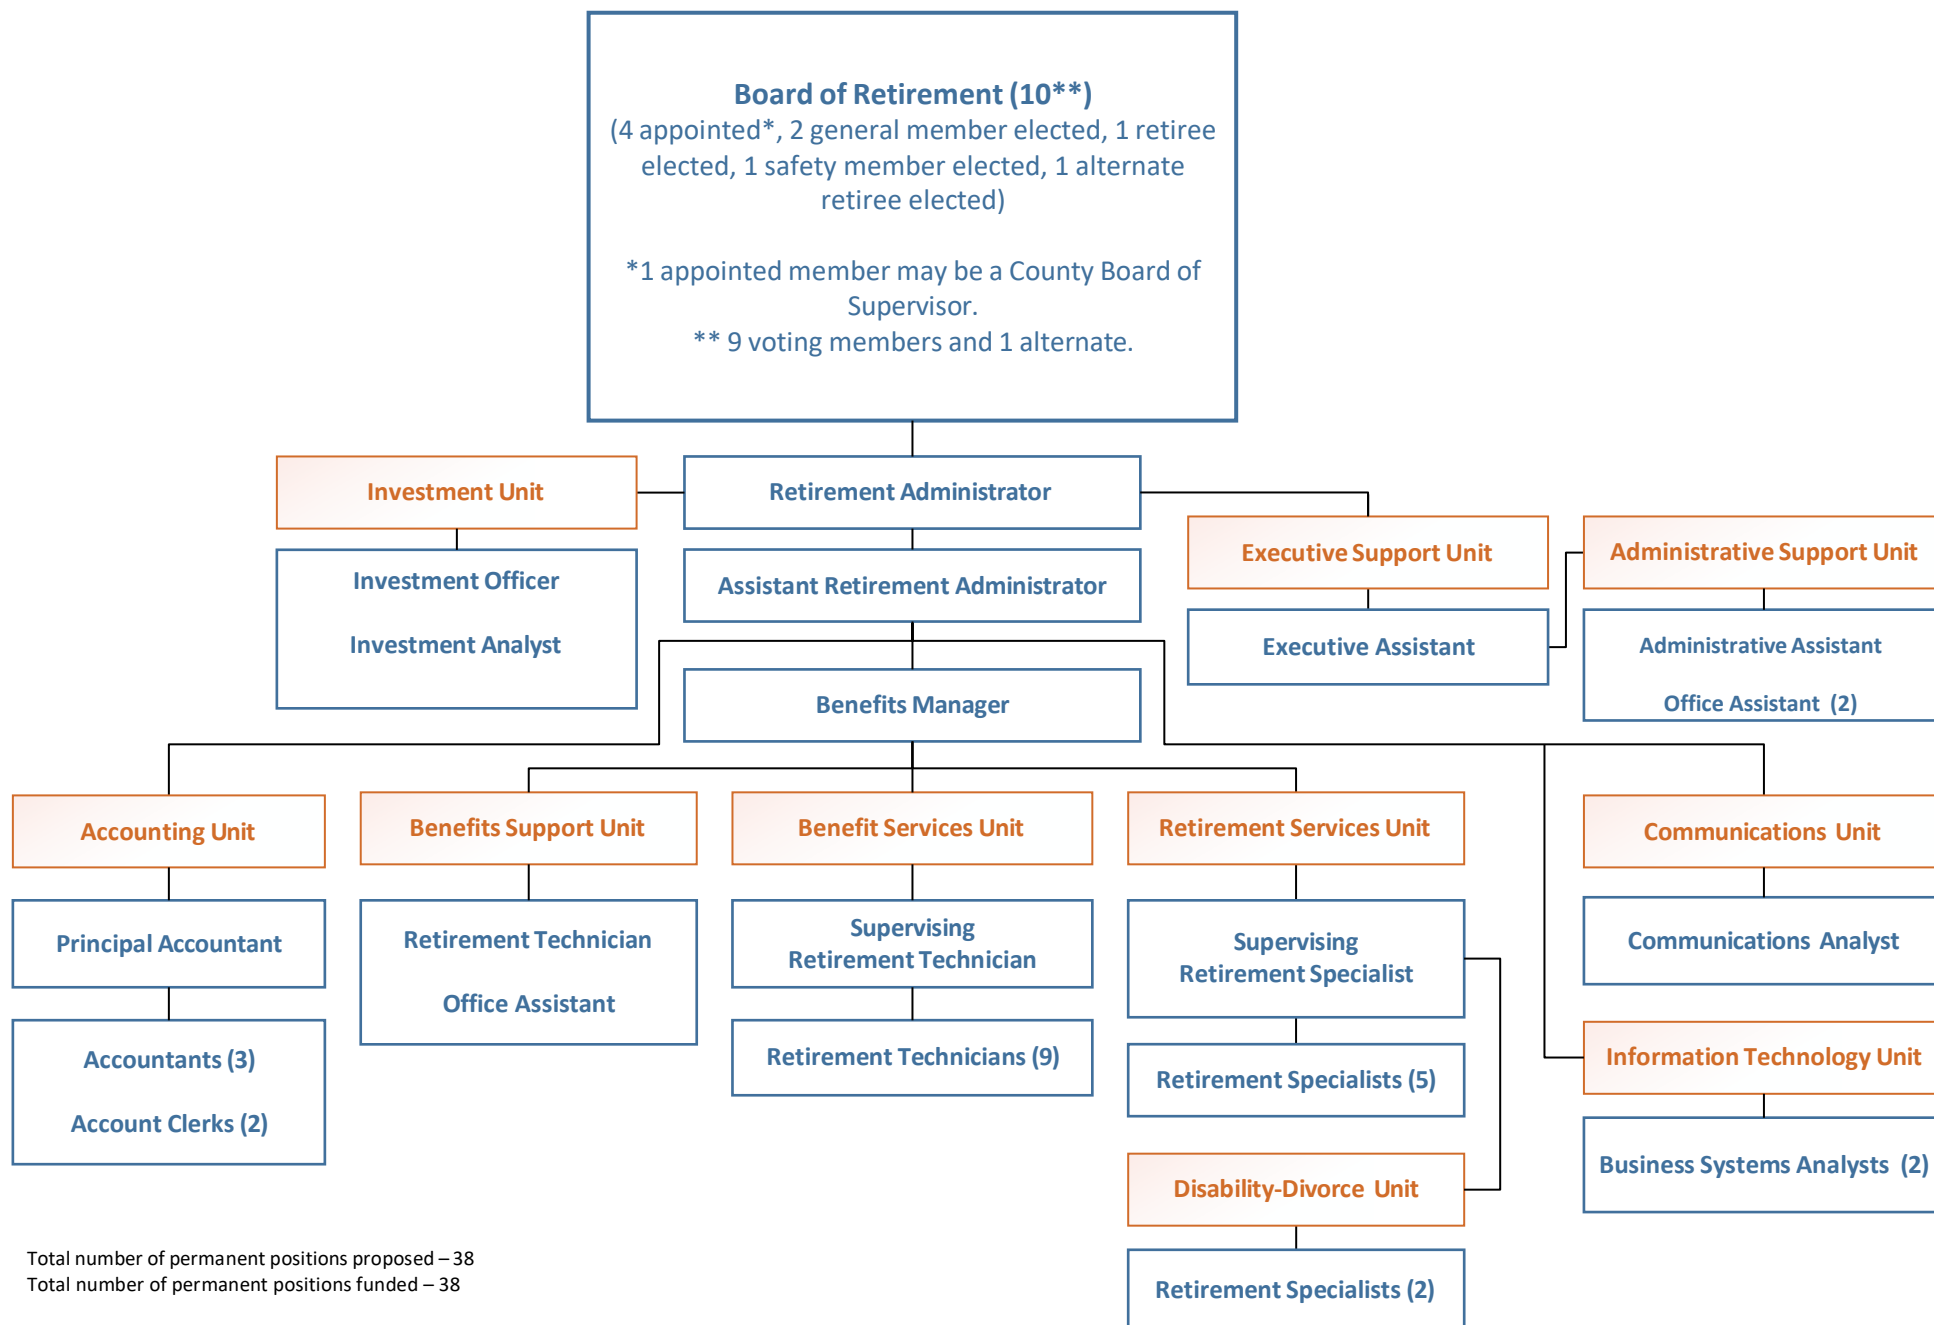 Board of Retirement (10**)
(4 appointed*, 2 general member elected, 1 retiree
elected, 1 safety member elected, 1 alternate
retiree elected)
*1 appointed member may be a County Board of
Supervisor.
** 9 voting members and 1 alternate.
Investment Unit
Retirement Administrator
Executive Support Unit
Administrative Support Unit
Investment Officer
Investment Analyst
Assistant Retirement Administrator
Executive Assistant
Administrative Assistant
Office Assistant (2)
Benefits Manager
Accounting Unit
Benefits Support Unit
Benefit Services Unit
Retirement Services Unit
Communications Unit
Principal Accountant
Retirement Technician
Office Assistant
Supervising
Retirement Technician
Supervising
Retirement Specialist
Communications Analyst
Accountants (3)
Account Clerks (2)
Retirement Technicians (9)
Retirement Specialists (5)
Information Technology Unit
Business Systems Analysts (2)
Disability-Divorce Unit
Retirement Specialists (2)
Total number of permanent positions proposed – 38
Total number of permanent positions funded – 38